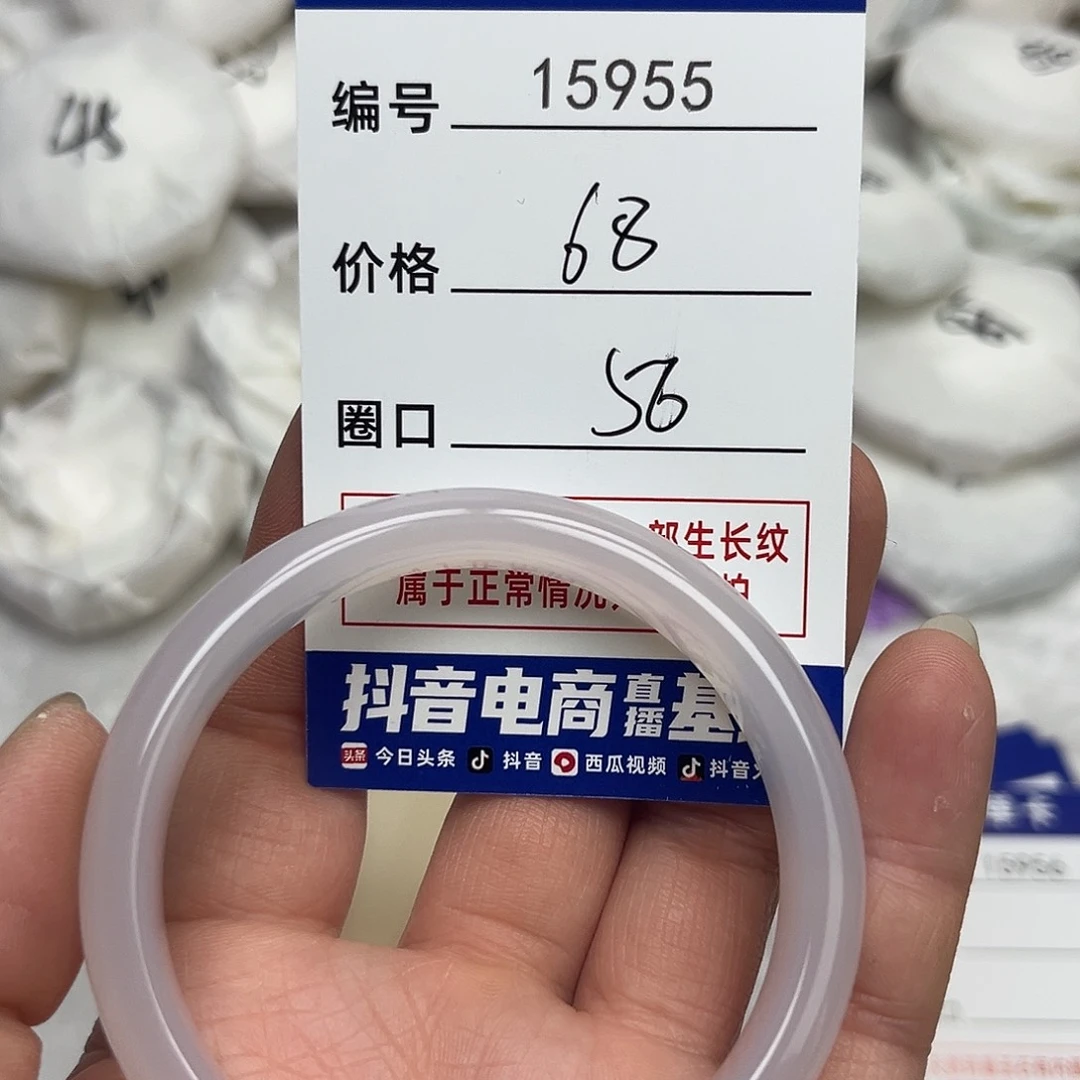 编号 15955
价格 68
圈口 56
部生长纹
属于正常情况
抖音电商直播基
今日头条 抖音 西瓜视频 抖音
15956